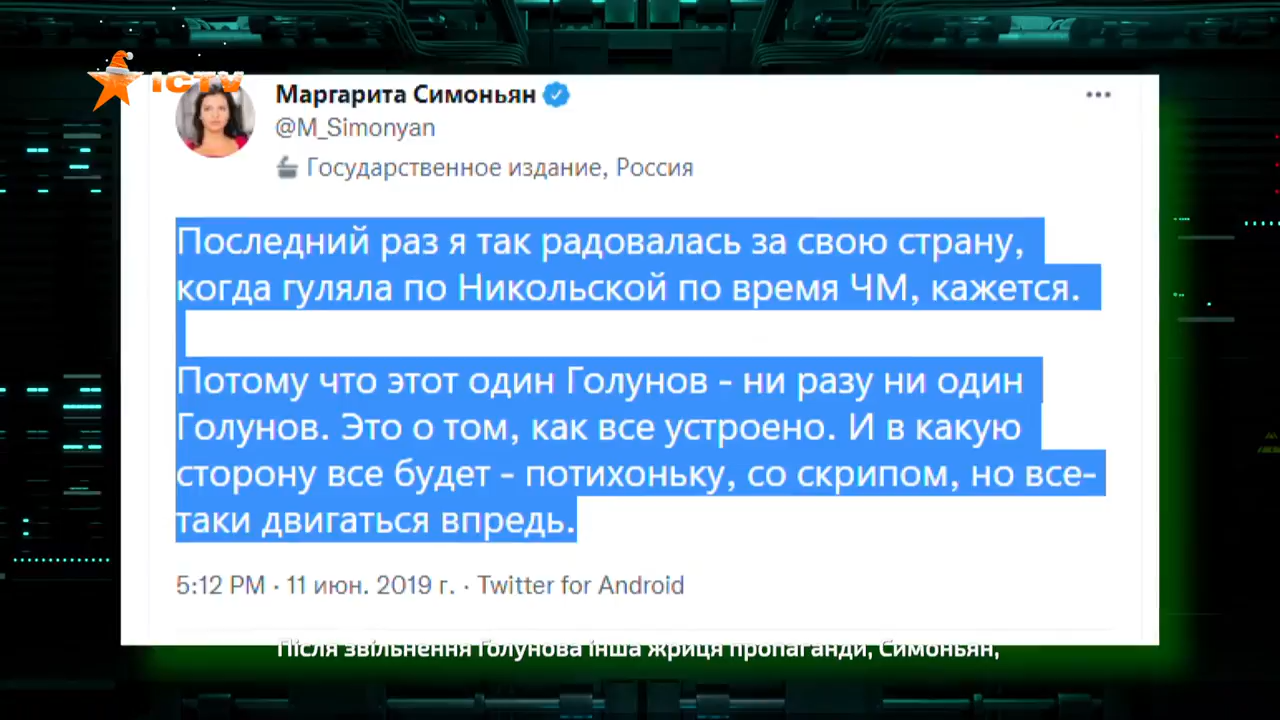 ICTV
Маргарита Симоньян
@M_Simonyan
Государственное издание, Россия
Последний раз я так радовалась за свою страну,
когда гуляла по Никольской по время ЧМ, кажется.
Потому что этот один Голунов - ни разу ни один
Голунов. Это о том, как все устроено. И в какую
сторону все будет - потихоньку, со скрипом, но все-
таки двигаться впредь.
5:12 PM · 11 июн. 2019 г. · Twitter for Android
Після звільнення Голунова інша жриця пропаганди, Симоньян,